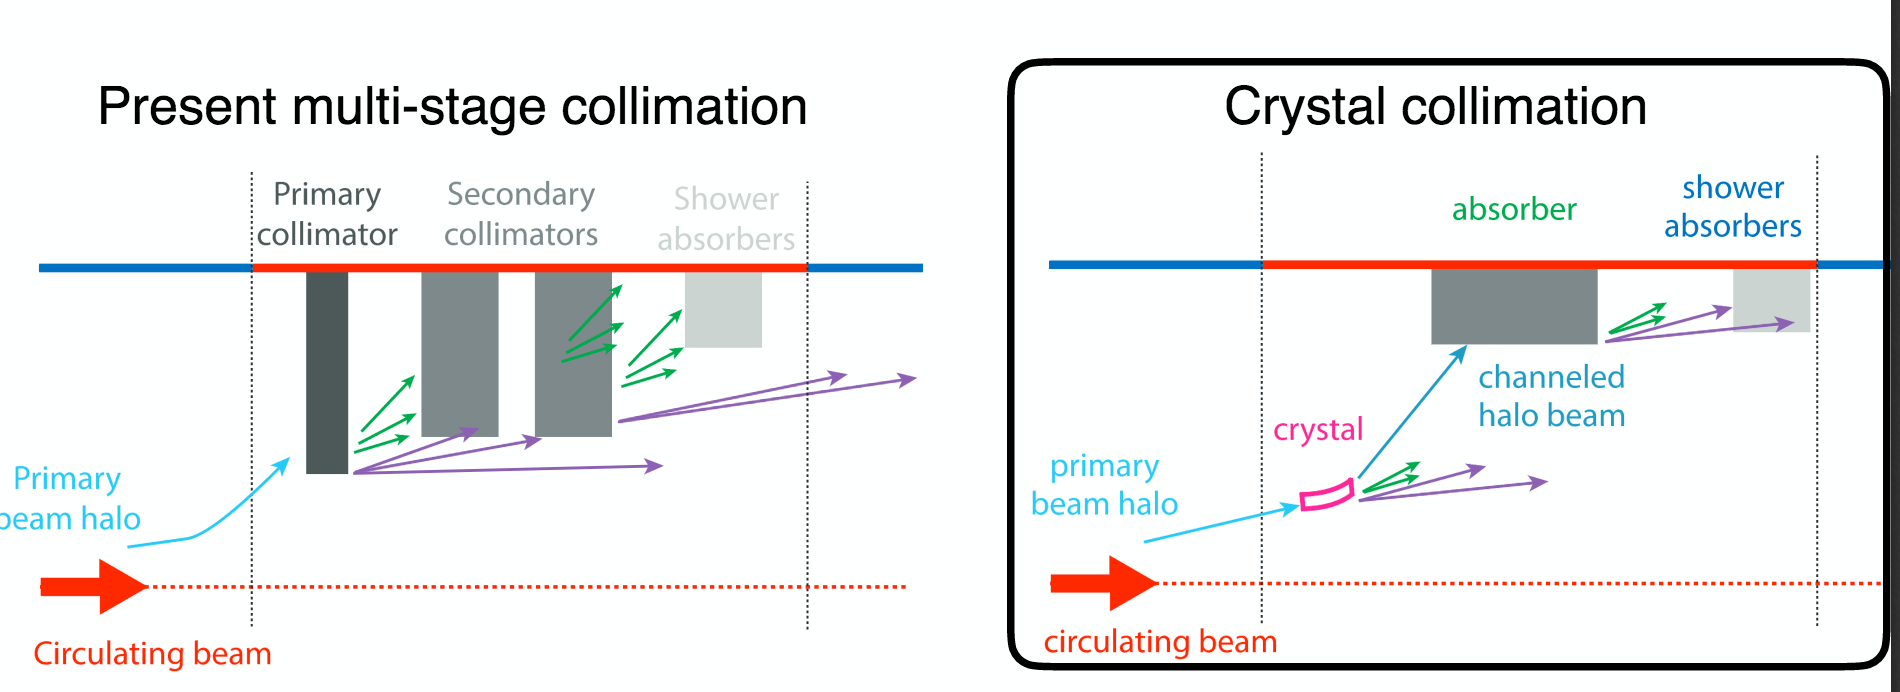 Present multi-stage collimation
Primary
collimator
Secondary
collimators
Shower
absorbers
Primary
beam halo
Circulating beam
Crystal collimation
absorber
shower
absorbers
channeled
halo beam
crystal
primary
beam halo
circulating beam